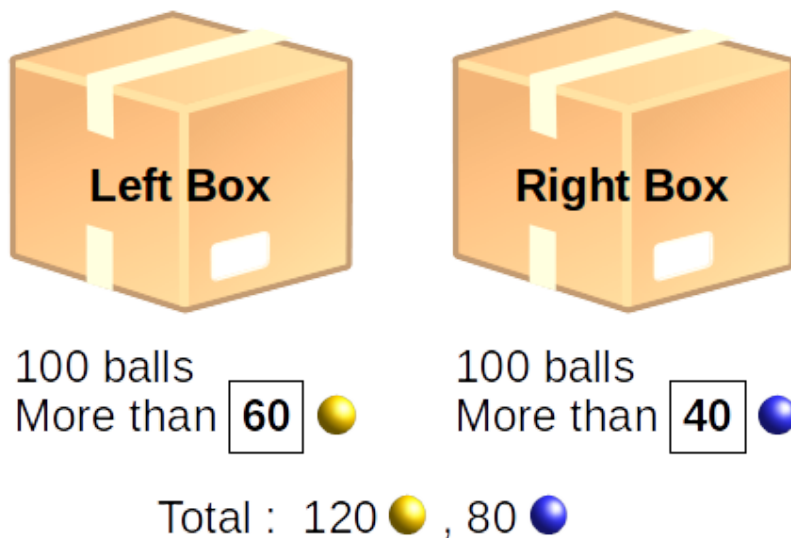 Left Box
Right Box
100 balls
More than 60
100 balls
More than 40
Total : 120 , 80